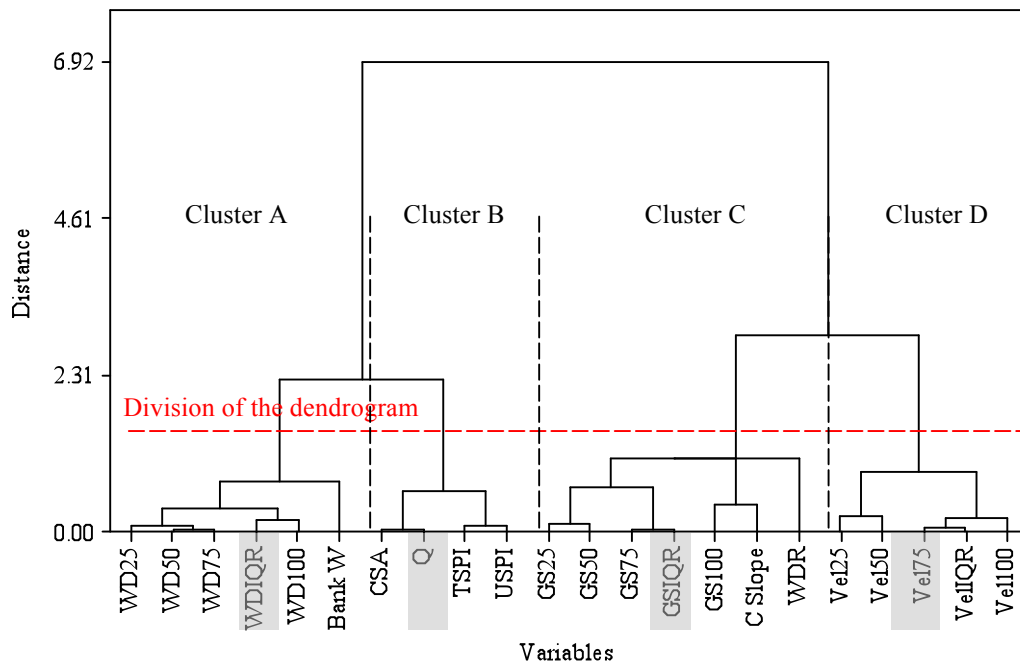 6.92
Cluster A
Cluster B
Cluster C
Cluster D
4.61
Distance
2.31
Division of the dendrogram
0.00
WD25
WD50
WD75
WDIQR
WD100
Bank W
CSA
Q
TSPI
USPI
GS25
GS50
GS75
GSIQR
GS100
C Slope
WDR
Vel25
Vel50
Vel75
VelIQR
Vel100
Variables